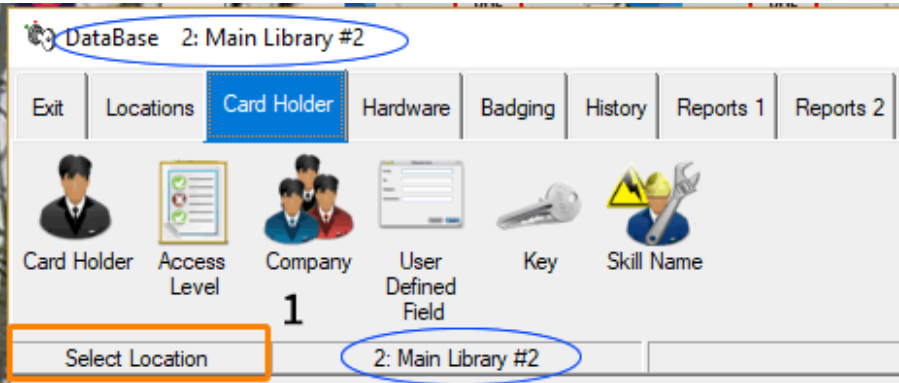 DataBase 2: Main Library #2
Exit Locations Card Holder Hardware Badging History Reports 1 Reports 2
Card Holder Access Level Company User Defined Field Key Skill Name
1
Select Location 2: Main Library #2